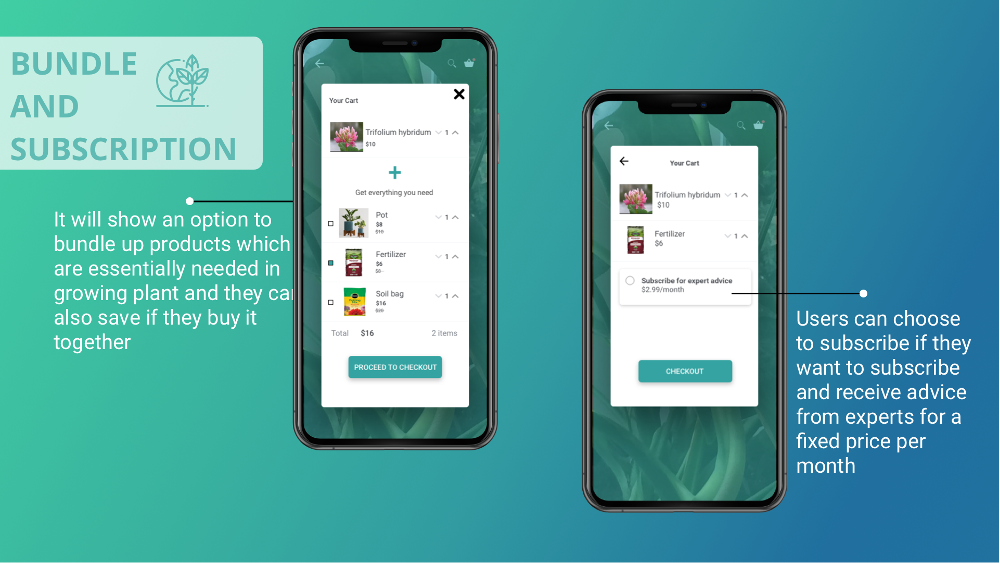 BUNDLE
AND
SUBSCRIPTION
It will show an option to
bundle up products which
are essentially needed in
growing plant and they can
also save if they buy it
together
Your Cart
Trifolium hybridum 1
$10
+
Get everything you need
Pot 1
$8
$10
Fertilizer 1
$6
Soil bag 1
$16
Total $16 2 items
PROCEED TO CHECKOUT
Your Cart
Trifolium hybridum 1
$10
Fertilizer 1
$6
Subscribe for expert advice
$2.99/month
CHECKOUT
Users can choose
to subscribe if they
want to subscribe
and receive advice
from experts for a
fixed price per
month